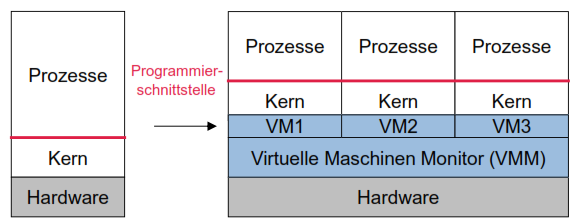 Prozesse
Kern
Hardware
Programmier-
schnittstelle
Prozesse Prozesse Prozesse
Kern Kern Kern
VM1 VM2 VM3
Virtuelle Maschinen Monitor (VMM)
Hardware